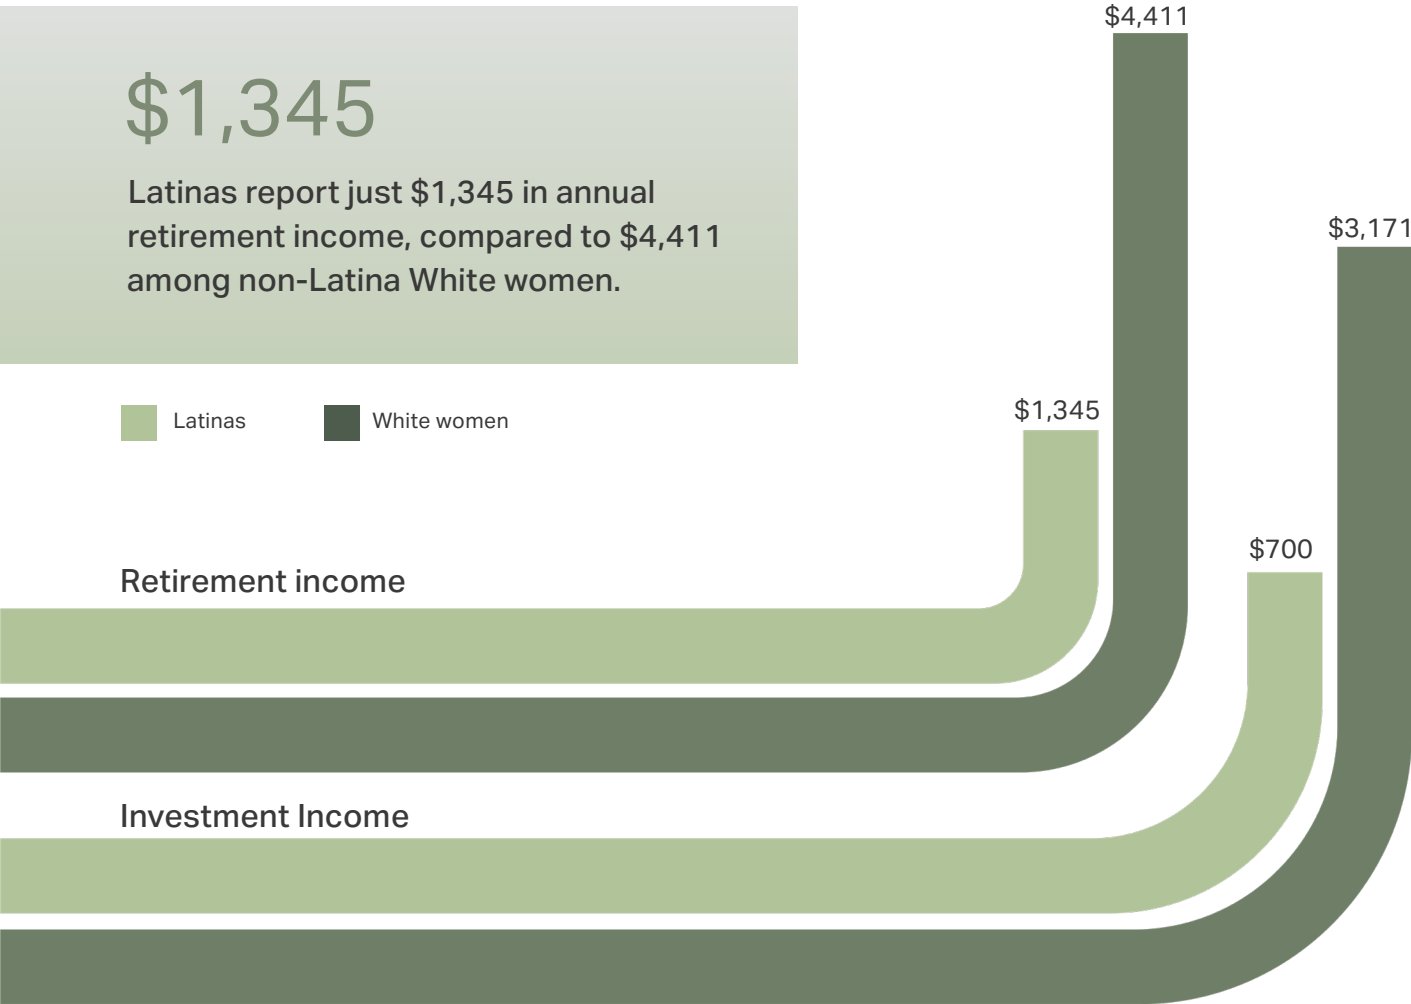 $1,345
Latinas report just $1,345 in annual
retirement income, compared to $4,411
among non-Latina White women.
Latinas
White women
$4,411
$3,171
$1,345
$700
Retirement income
Investment Income